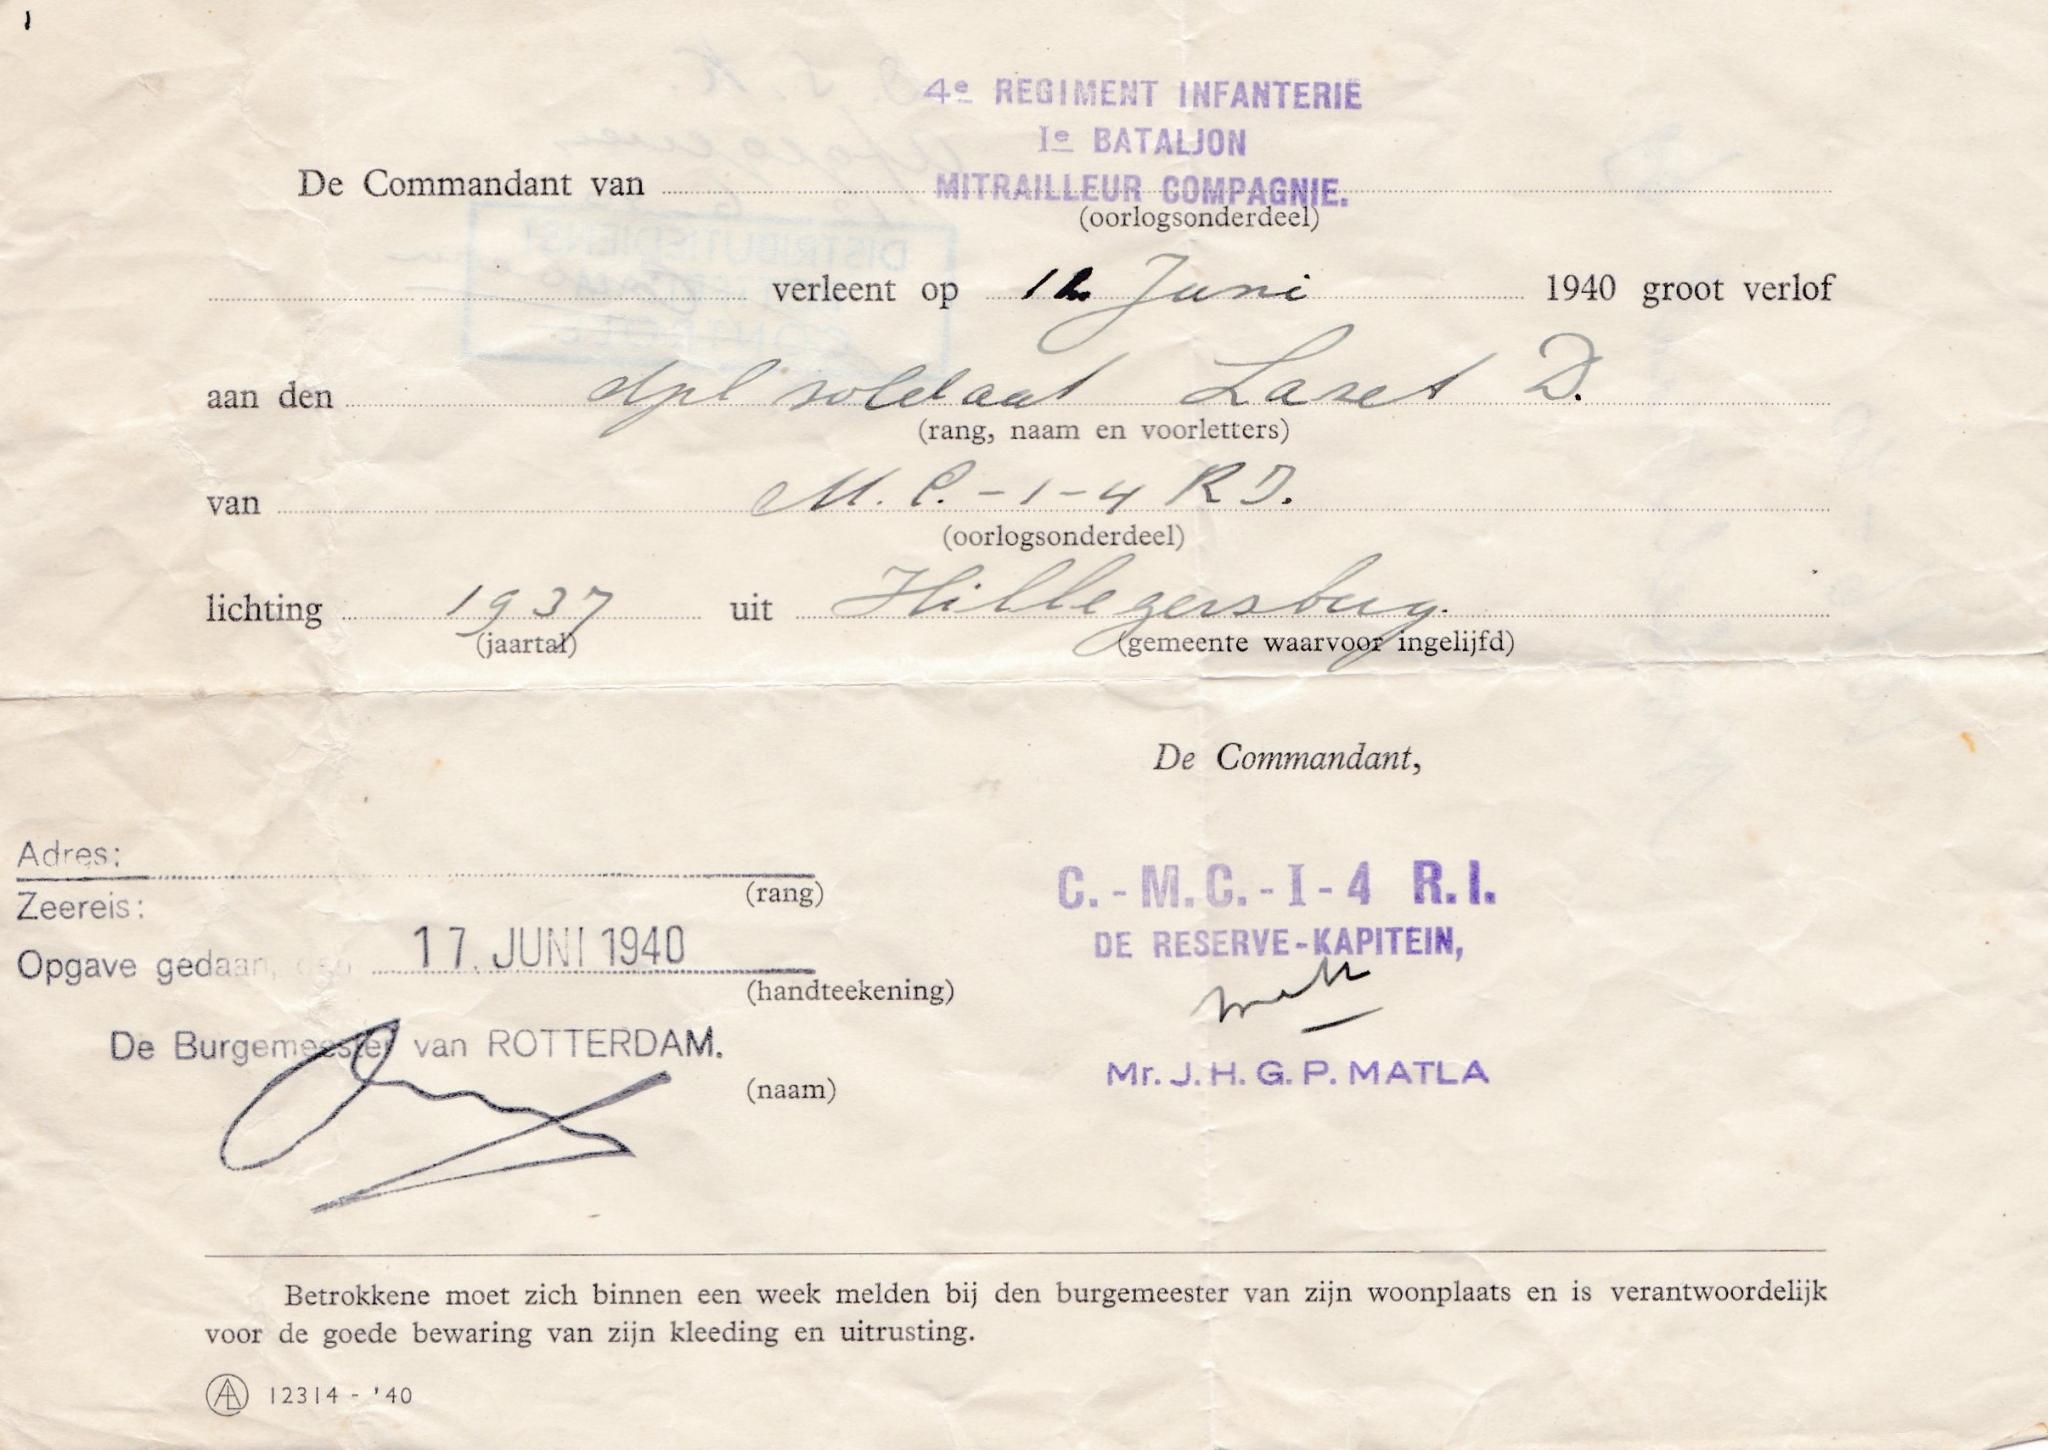 4e REGIMENT INFANTERIE
Ie BATALJON
De Commandant van MITRAILLEUR COMPAGNIE.
(oorlogsonderdeel)
verleent op 12 Juni 1940 groot verlof
aan den dpl soldaat Laset D.
(rang, naam en voorletters)
van M.C.-1-4 R I.
(oorlogsonderdeel)
lichting 1937 uit Hillegersburg.
(jaartal) (gemeente waarvoor ingelijfd)
De Commandant,
Adres:
(rang)
Zeereis:
C.-M.C.-I-4 R.I.
DE RESERVE-KAPITEIN,
Opgave gedaan, 17. JUNI 1940
(handteekening)
De Burgemeester van ROTTERDAM.
Mr. J. H. G. P. MATLA
(naam)
Betrokkene moet zich binnen een week melden bij den burgemeester van zijn woonplaats en is verantwoordelijk
voor de goede bewaring van zijn kleeding en uitrusting.
AL 12314 - '40